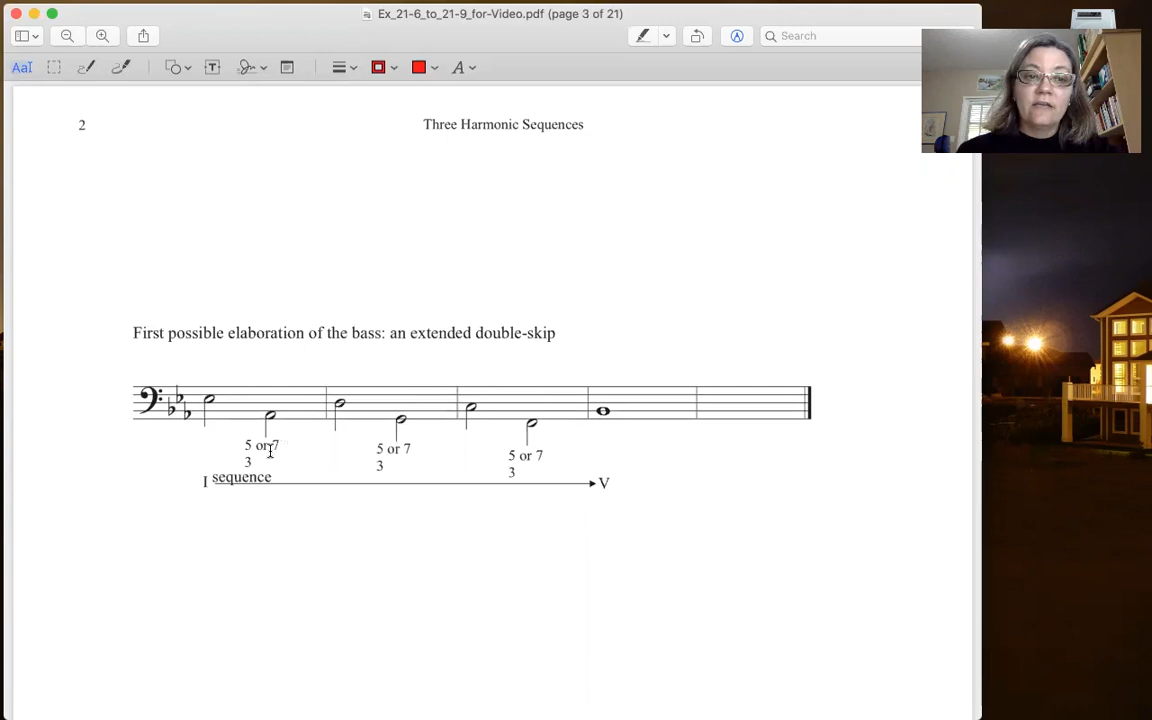 Ex_21-6_to_21-9_for-Video.pdf (page 3 of 21)
Search
AaI
A
2
Three Harmonic Sequences
First possible elaboration of the bass: an extended double-skip
5 or 7
3
5 or 7
3
5 or 7
3
I sequence V